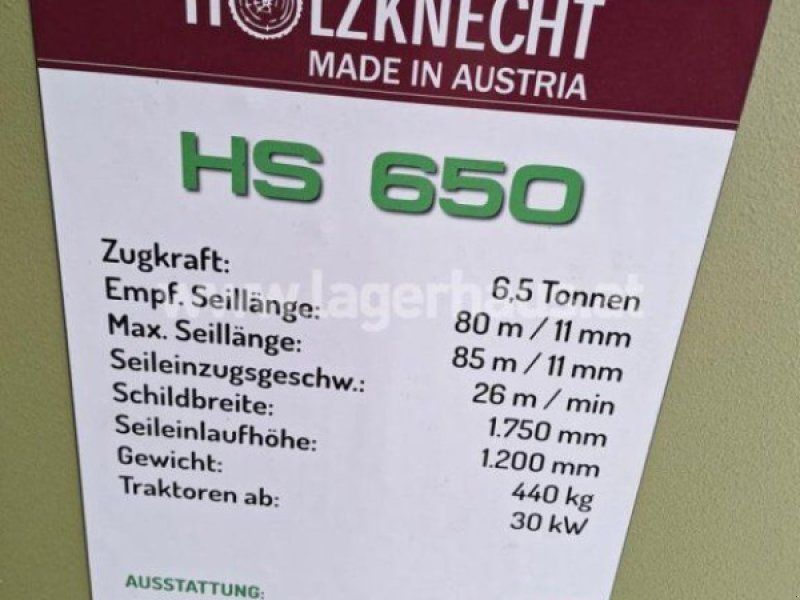 HOLZKNECHT
MADE IN AUSTRIA
HS 650
Zugkraft: 6,5 Tonnen
Empf. Seillänge: 80 m / 11 mm
Max. Seillänge: 85 m / 11 mm
Seileinzugsgeschw.: 26 m / min
Schildbreite: 1.750 mm
Seileinlaufhöhe: 1.200 mm
Gewicht: 440 kg
Traktoren ab: 30 kW
AUSSTATTUNG:
www.lagerhaus.at